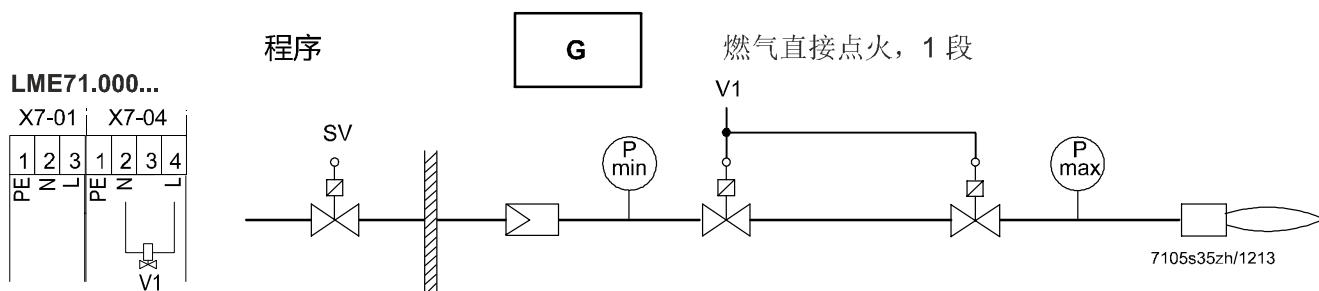 程序
G
燃气直接点火，1 段
LME71.000...
X7-01 X7-04
1 2 3 1 2 3 4
PE N L PE N L
V1
SV
P min
V1
P max
7105s35zh/1213